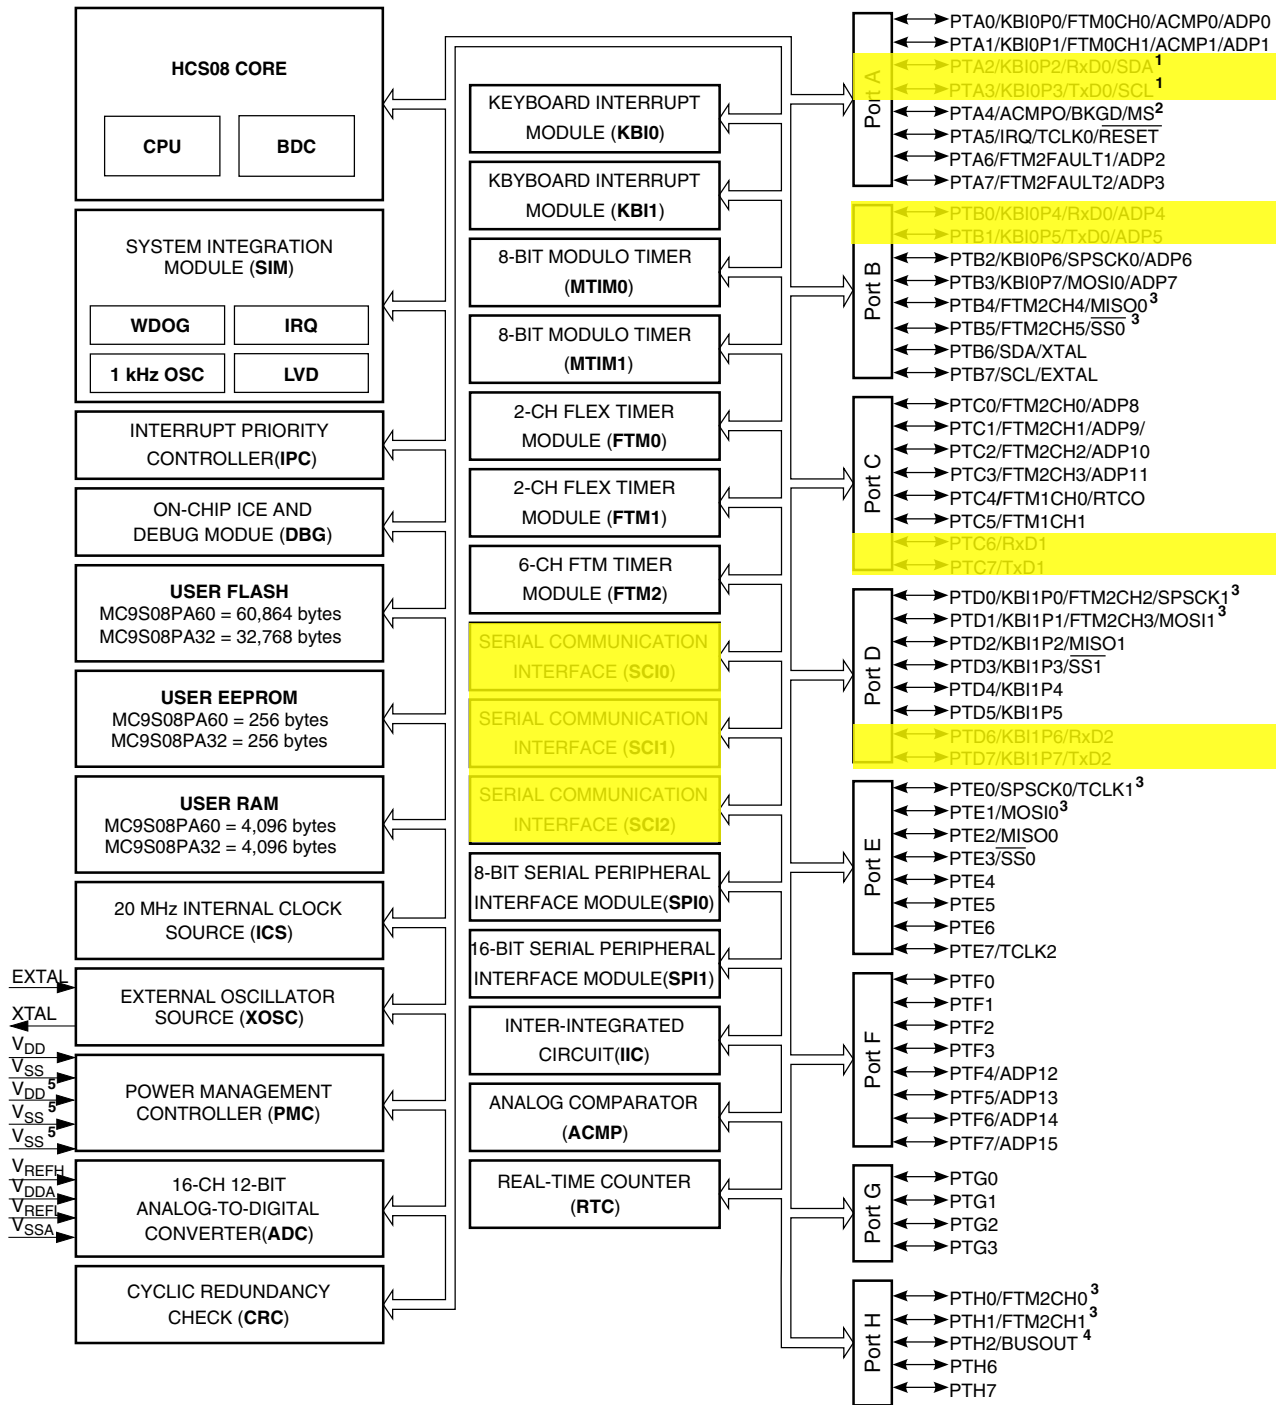 HCS08 CORE
CPU
BDC
SYSTEM INTEGRATION
MODULE (SIM)
WDOG
IRQ
1 kHz OSC
LVD
INTERRUPT PRIORITY
CONTROLLER(IPC)
ON-CHIP ICE AND
DEBUG MODUE (DBG)
USER FLASH
MC9S08PA60 = 60,864 bytes
MC9S08PA32 = 32,768 bytes
USER EEPROM
MC9S08PA60 = 256 bytes
MC9S08PA32 = 256 bytes
USER RAM
MC9S08PA60 = 4,096 bytes
MC9S08PA32 = 4,096 bytes
20 MHz INTERNAL CLOCK
SOURCE (ICS)
EXTAL
XTAL
EXTERNAL OSCILLATOR
SOURCE (XOSC)
VDD
VSS
VDD 5
VSS 5
VSS 5
POWER MANAGEMENT
CONTROLLER (PMC)
VREFH
VDDA
VREFL
VSSA
16-CH 12-BIT
ANALOG-TO-DIGITAL
CONVERTER(ADC)
CYCLIC REDUNDANCY
CHECK (CRC)
KEYBOARD INTERRUPT
MODULE (KBI0)
KBYBOARD INTERRUPT
MODULE (KBI1)
8-BIT MODULO TIMER
(MTIM0)
8-BIT MODULO TIMER
(MTIM1)
2-CH FLEX TIMER
MODULE (FTM0)
2-CH FLEX TIMER
MODULE (FTM1)
6-CH FTM TIMER
MODULE (FTM2)
SERIAL COMMUNICATION
INTERFACE (SCI0)
SERIAL COMMUNICATION
INTERFACE (SCI1)
SERIAL COMMUNICATION
INTERFACE (SCI2)
8-BIT SERIAL PERIPHERAL
INTERFACE MODULE(SPI0)
16-BIT SERIAL PERIPHERAL
INTERFACE MODULE(SPI1)
INTER-INTEGRATED
CIRCUIT(IIC)
ANALOG COMPARATOR
(ACMP)
REAL-TIME COUNTER
(RTC)
Port A
PTA0/KBI0P0/FTM0CH0/ACMP0/ADP0
PTA1/KBI0P1/FTM0CH1/ACMP1/ADP1
PTA2/KBI0P2/RxD0/SDA 1
PTA3/KBI0P3/TxD0/SCL 1
PTA4/ACMPO/BKGD/MS 2
PTA5/IRQ/TCLK0/RESET
PTA6/FTM2FAULT1/ADP2
PTA7/FTM2FAULT2/ADP3
Port B
PTB0/KBI0P4/RxD0/ADP4
PTB1/KBI0P5/TxD0/ADP5
PTB2/KBI0P6/SPSCK0/ADP6
PTB3/KBI0P7/MOSI0/ADP7
PTB4/FTM2CH4/MISO0 3
PTB5/FTM2CH5/SS0 3
PTB6/SDA/XTAL
PTB7/SCL/EXTAL
Port C
PTC0/FTM2CH0/ADP8
PTC1/FTM2CH1/ADP9/
PTC2/FTM2CH2/ADP10
PTC3/FTM2CH3/ADP11
PTC4/FTM1CH0/RTCO
PTC5/FTM1CH1
PTC6/RxD1
PTC7/TxD1
Port D
PTD0/KBI1P0/FTM2CH2/SPSCK1 3
PTD1/KBI1P1/FTM2CH3/MOSI1 3
PTD2/KBI1P2/MISO1
PTD3/KBI1P3/SS1
PTD4/KBI1P4
PTD5/KBI1P5
PTD6/KBI1P6/RxD2
PTD7/KBI1P7/TxD2
Port E
PTE0/SPSCK0/TCLK1 3
PTE1/MOSI0 3
PTE2/MISO0
PTE3/SS0
PTE4
PTE5
PTE6
PTE7/TCLK2
Port F
PTF0
PTF1
PTF2
PTF3
PTF4/ADP12
PTF5/ADP13
PTF6/ADP14
PTF7/ADP15
Port G
PTG0
PTG1
PTG2
PTG3
Port H
PTH0/FTM2CH0 3
PTH1/FTM2CH1 3
PTH2/BUSOUT 4
PTH6
PTH7